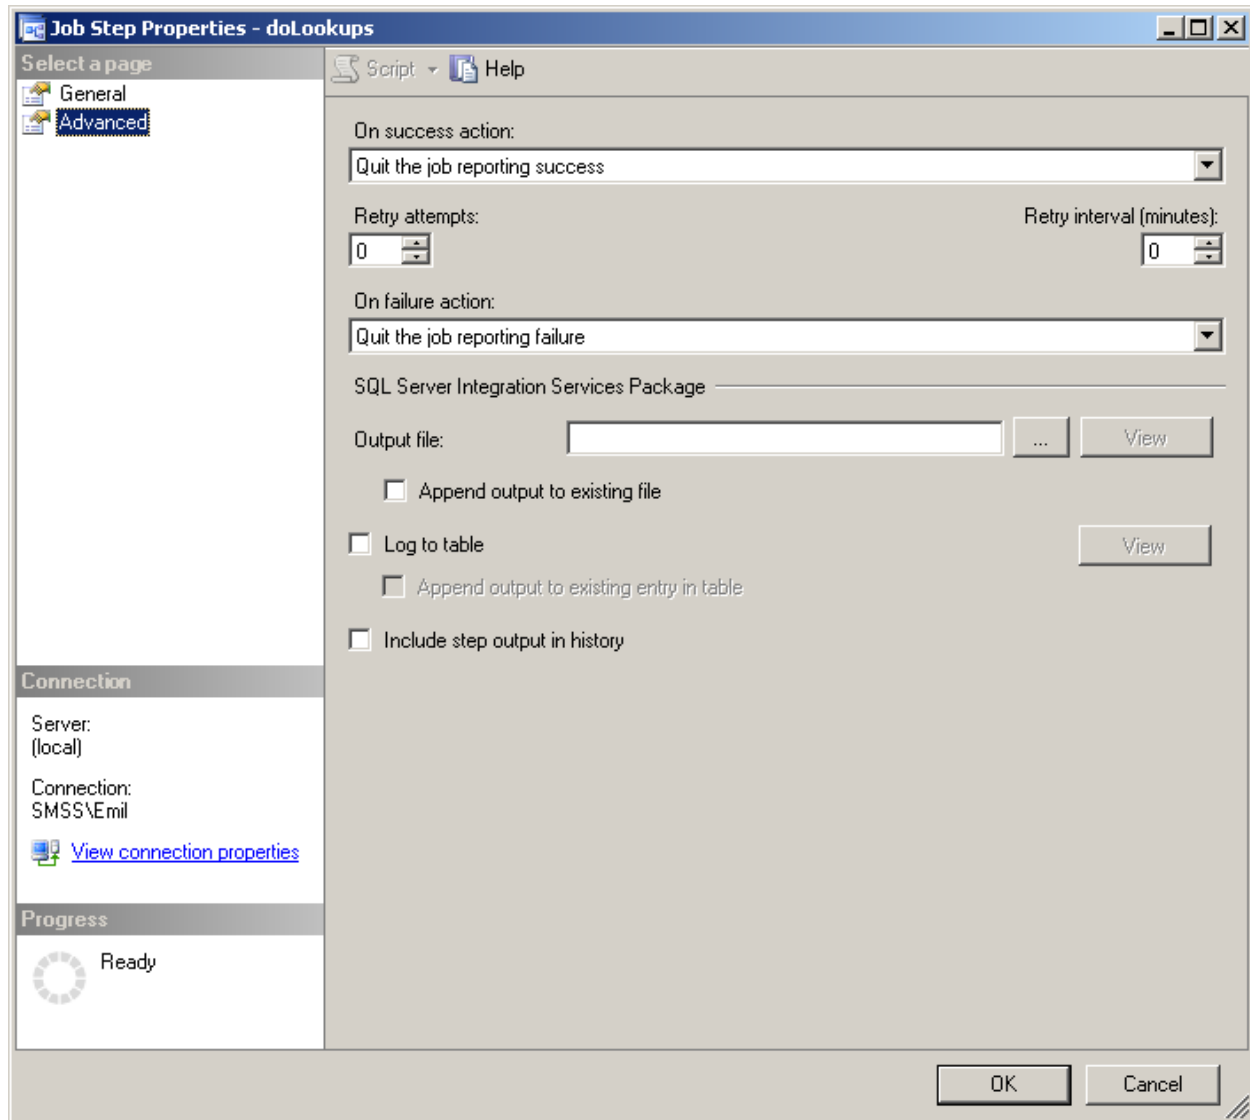 Job Step Properties - doLookups
Select a page
General
Advanced
Script
Help
On success action:
Quit the job reporting success
Retry attempts:
Retry interval (minutes):
0
0
On failure action:
Quit the job reporting failure
SQL Server Integration Services Package
Output file:
...
View
Append output to existing file
Log to table
View
Append output to existing entry in table
Include step output in history
Connection
Server:
(local)
Connection:
SMSS\Emil
View connection properties
Progress
Ready
OK
Cancel